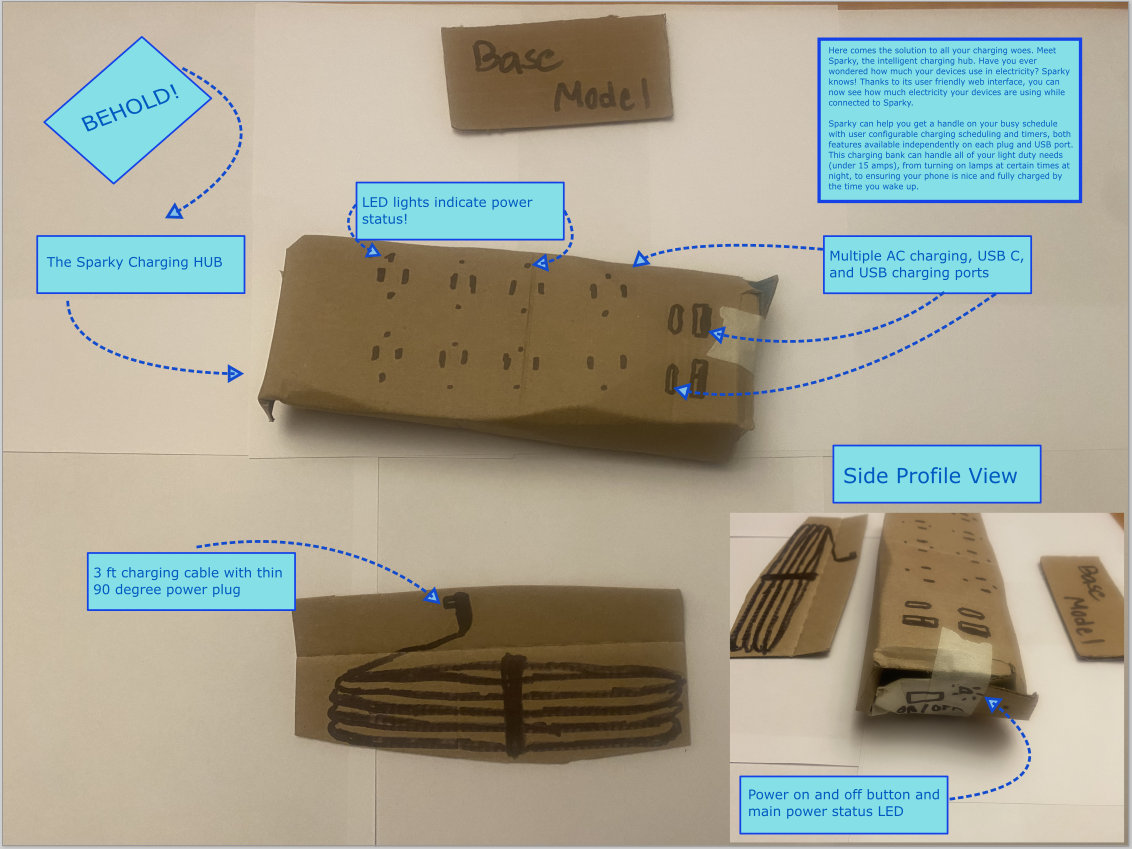 Base
Model
BEHOLD!
Here comes the solution to all your charging woes. Meet
Sparky, the intelligent charging hub. Have you ever
wondered how much your devices use in electricity? Sparky
knows! Thanks to its user friendly web interface, you can
now see how much electricity your devices are using while
connected to Sparky.
Sparky can help you get a handle on your busy schedule
with user configurable charging scheduling and timers, both
features available independently on each plug and USB port.
This charging bank can handle all of your light duty needs
(under 15 amps), from turning on lamps at certain times at
night, to ensuring your phone is nice and fully charged by
the time you wake up.
LED lights indicate power
status!
The Sparky Charging HUB
Multiple AC charging, USB C,
and USB charging ports
Side Profile View
3 ft charging cable with thin
90 degree power plug
Base
Model
on/off
Power on and off button and
main power status LED